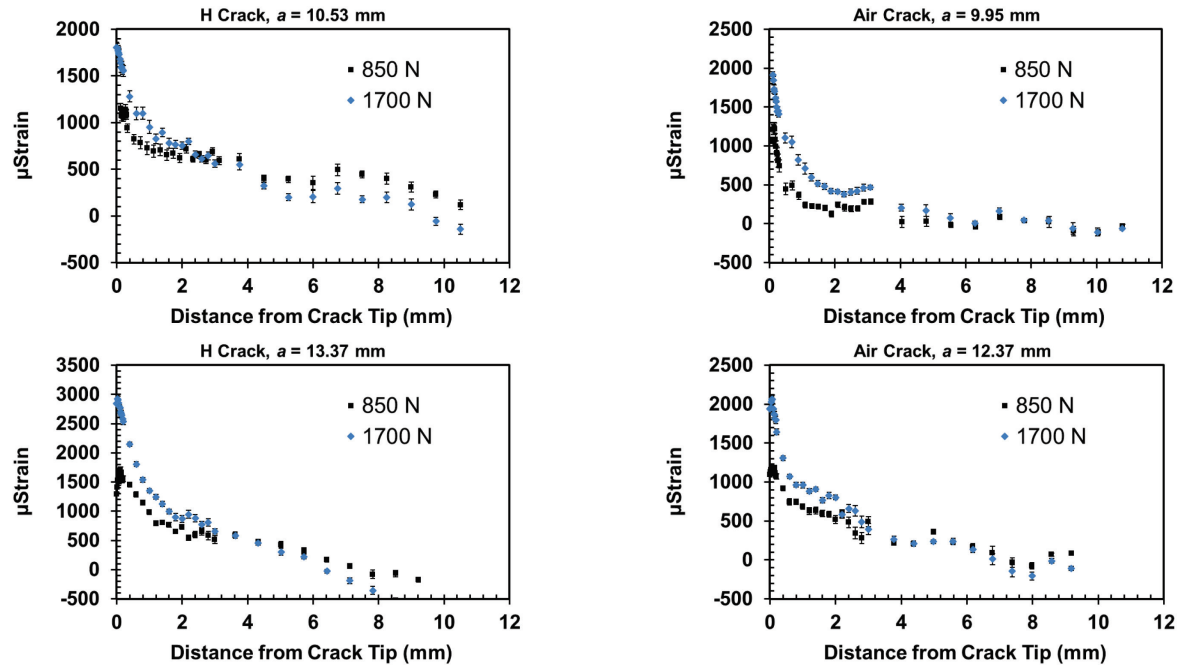 H Crack, a = 10.53 mm
2000
1500
1000
500
0
-500
µStrain
850 N
1700 N
0 2 4 6 8 10 12
Distance from Crack Tip (mm)
Air Crack, a = 9.95 mm
2500
2000
1500
1000
500
0
-500
µStrain
850 N
1700 N
0 2 4 6 8 10 12
Distance from Crack Tip (mm)
H Crack, a = 13.37 mm
3500
3000
2500
2000
1500
1000
500
0
-500
µStrain
850 N
1700 N
0 2 4 6 8 10 12
Distance from Crack Tip (mm)
Air Crack, a = 12.37 mm
2500
2000
1500
1000
500
0
-500
µStrain
850 N
1700 N
0 2 4 6 8 10 12
Distance from Crack Tip (mm)